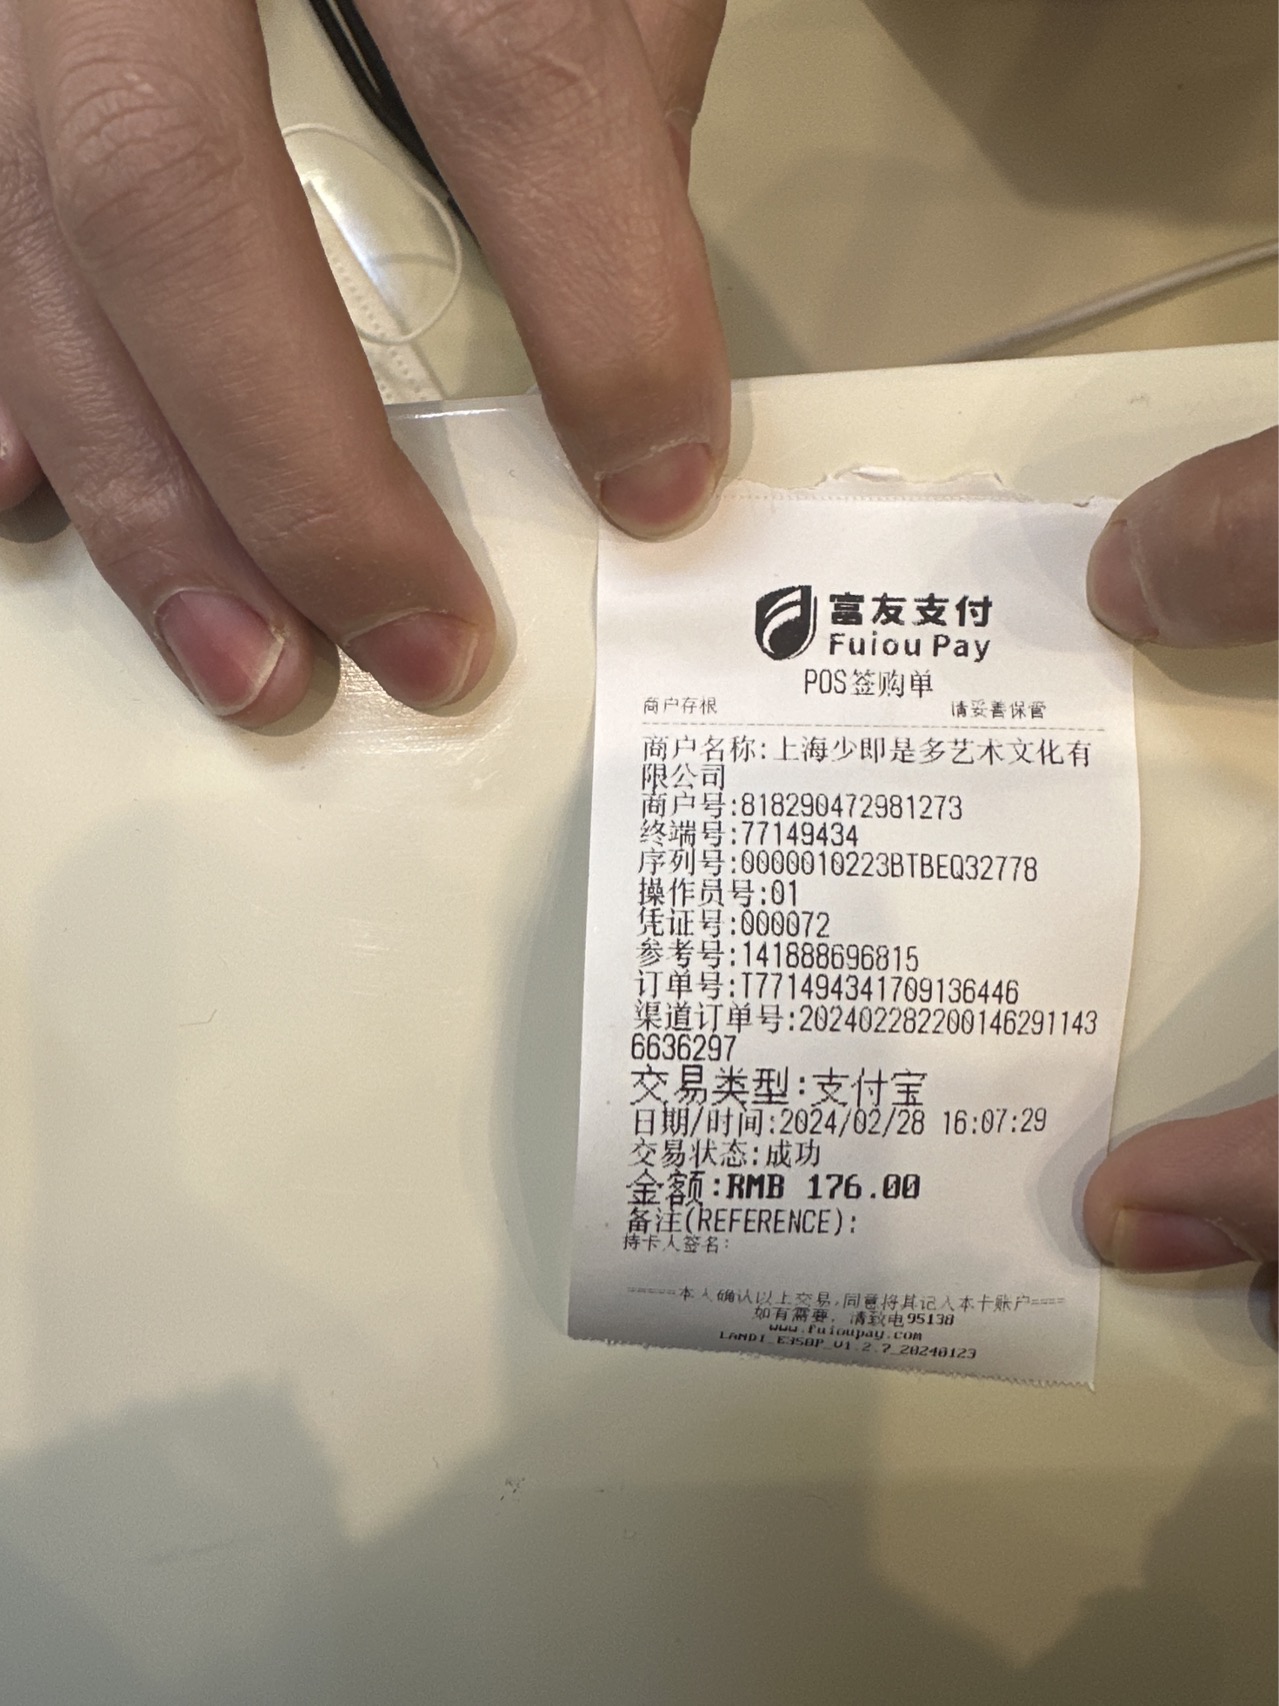 富友支付
Fuiou Pay
POS签购单
商户存根 请妥善保管
商户名称:上海少即是多艺术文化有
限公司
商户号:818290472981273
终端号:77149434
序列号:0000010223BTBEQ32778
操作员号:01
凭证号:000072
参考号:141888696815
订单号:T771494341709136446
渠道订单号:202402282200146291143
6636297
交易类型:支付宝
日期/时间:2024/02/28 16:07:29
交易状态:成功
金额:RMB 176.00
备注(REFERENCE):
持卡人签名:
-----本人确认以上交易,同意将其记入本卡账户----
如有需要, 请致电95138
www.fuioupay.com
LANDI_E350P_V1.2.7_20240123